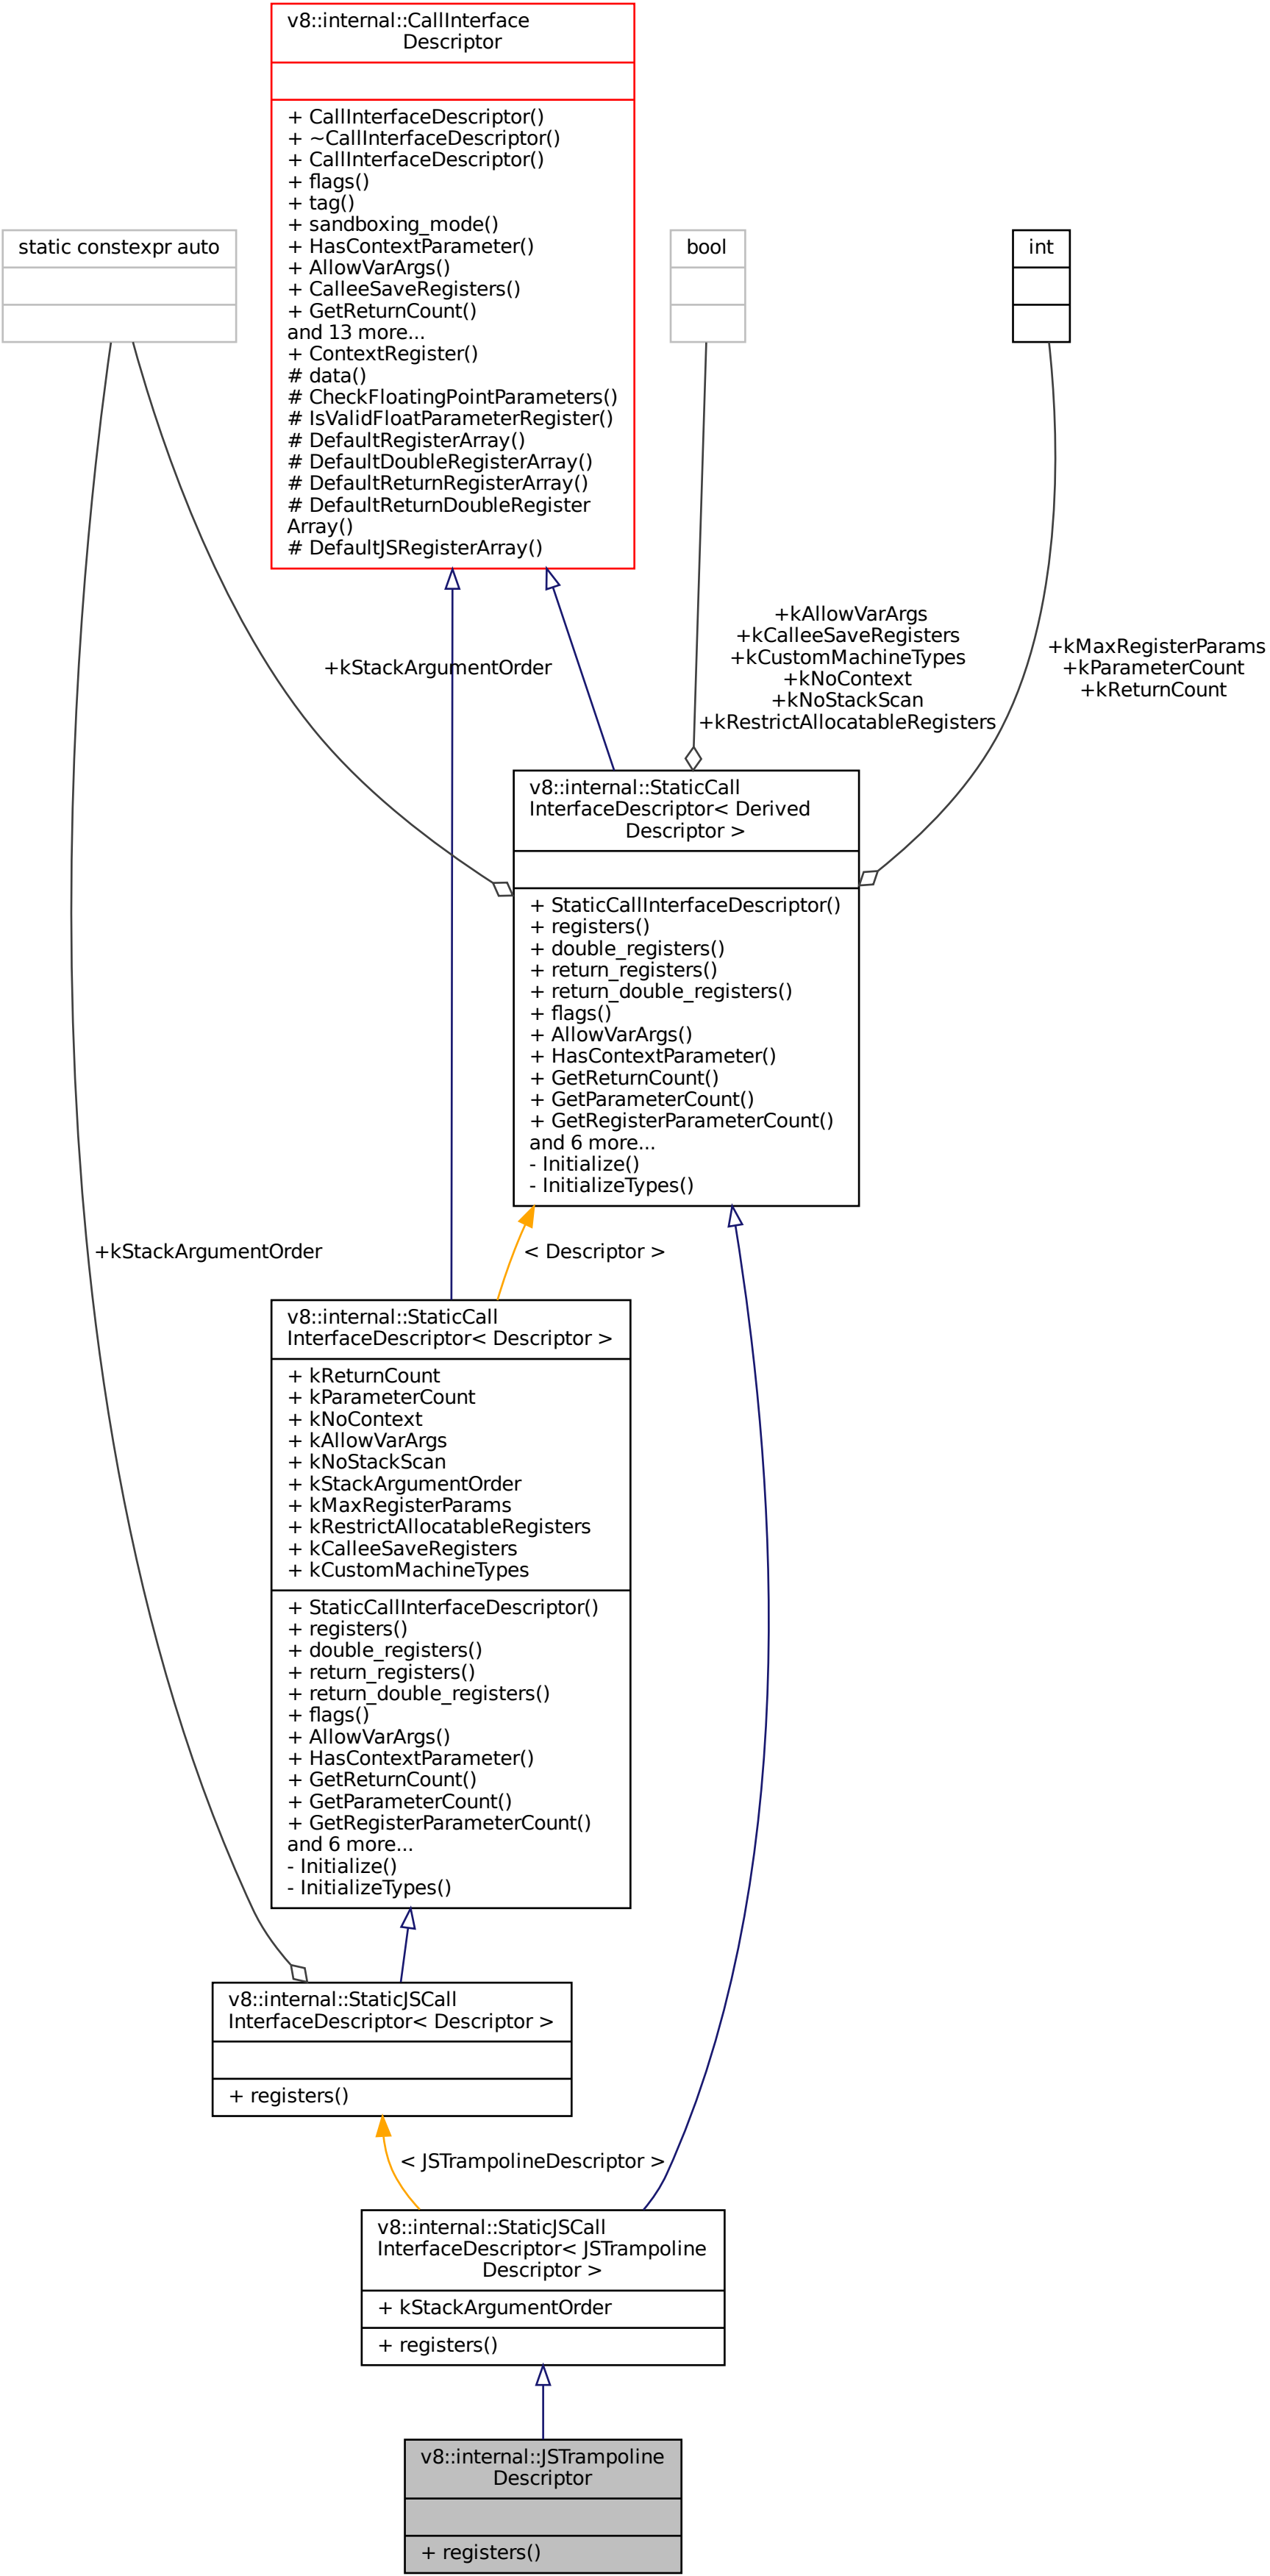 v8::internal::CallInterface
Descriptor
+ CallInterfaceDescriptor()
+ ~CallInterfaceDescriptor()
+ CallInterfaceDescriptor()
+ flags()
+ tag()
+ sandboxing_mode()
+ HasContextParameter()
+ AllowVarArgs()
+ CalleeSaveRegisters()
+ GetReturnCount()
and 13 more...
+ ContextRegister()
# data()
# CheckFloatingPointParameters()
# IsValidFloatParameterRegister()
# DefaultRegisterArray()
# DefaultDoubleRegisterArray()
# DefaultReturnRegisterArray()
# DefaultReturnDoubleRegister
Array()
# DefaultJSRegisterArray()
static constexpr auto
bool
int
+kStackArgumentOrder
+kAllowVarArgs
+kCalleeSaveRegisters
+kCustomMachineTypes
+kNoContext
+kNoStackScan
+kRestrictAllocatableRegisters
+kMaxRegisterParams
+kParameterCount
+kReturnCount
v8::internal::StaticCall
InterfaceDescriptor< Derived
Descriptor >
+ StaticCallInterfaceDescriptor()
+ registers()
+ double_registers()
+ return_registers()
+ return_double_registers()
+ flags()
+ AllowVarArgs()
+ HasContextParameter()
+ GetReturnCount()
+ GetParameterCount()
+ GetRegisterParameterCount()
and 6 more...
- Initialize()
- InitializeTypes()
+kStackArgumentOrder
< Descriptor >
v8::internal::StaticCall
InterfaceDescriptor< Descriptor >
+ kReturnCount
+ kParameterCount
+ kNoContext
+ kAllowVarArgs
+ kNoStackScan
+ kStackArgumentOrder
+ kMaxRegisterParams
+ kRestrictAllocatableRegisters
+ kCalleeSaveRegisters
+ kCustomMachineTypes
+ StaticCallInterfaceDescriptor()
+ registers()
+ double_registers()
+ return_registers()
+ return_double_registers()
+ flags()
+ AllowVarArgs()
+ HasContextParameter()
+ GetReturnCount()
+ GetParameterCount()
+ GetRegisterParameterCount()
and 6 more...
- Initialize()
- InitializeTypes()
v8::internal::StaticJSCall
InterfaceDescriptor< Descriptor >
+ registers()
< JSTrampolineDescriptor >
v8::internal::StaticJSCall
InterfaceDescriptor< JSTrampoline
Descriptor >
+ kStackArgumentOrder
+ registers()
v8::internal::JSTrampoline
Descriptor
+ registers()